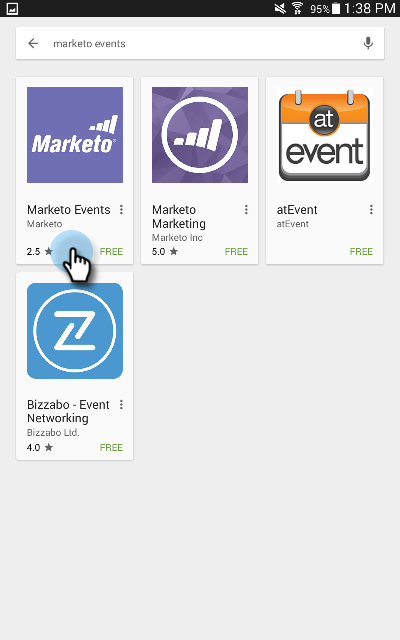 95% 1:38 PM
marketo events
Marketo®
at
event
Marketo Events
Marketo
2.5 FREE
Marketo
Marketing
Marketo Inc
5.0 FREE
atEvent
atEvent
FREE
Z
Bizzabo - Event
Networking
Bizzabo Ltd.
4.0 FREE